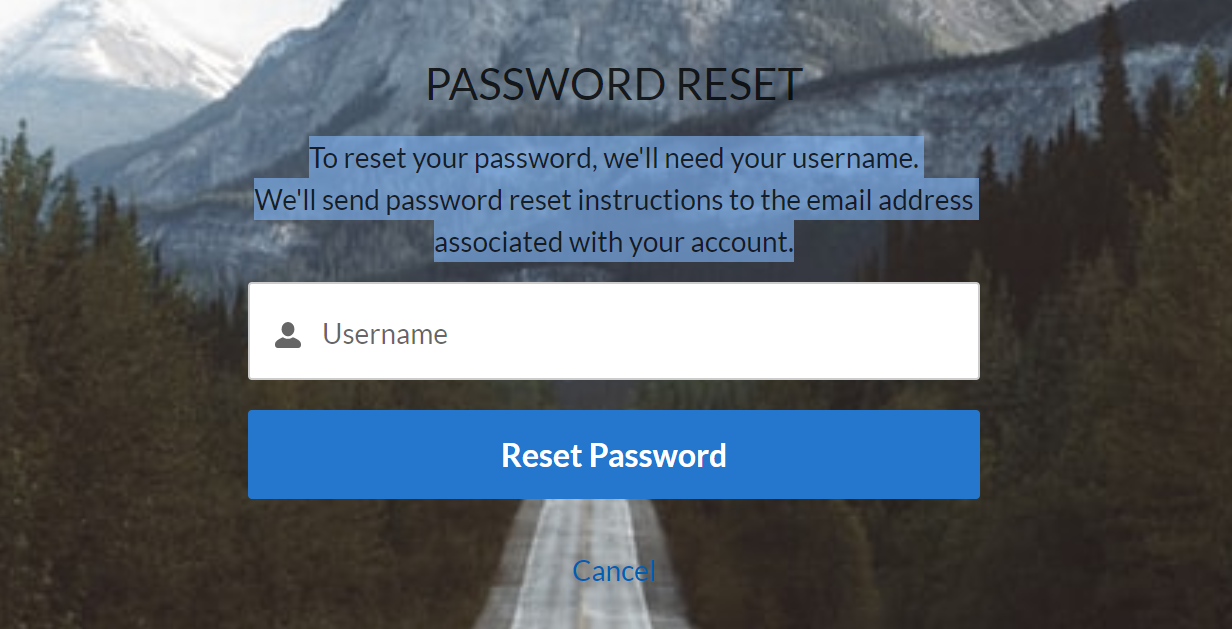 PASSWORD RESET
To reset your password, we'll need your username.
We'll send password reset instructions to the email address
associated with your account.
Username
Reset Password
Cancel